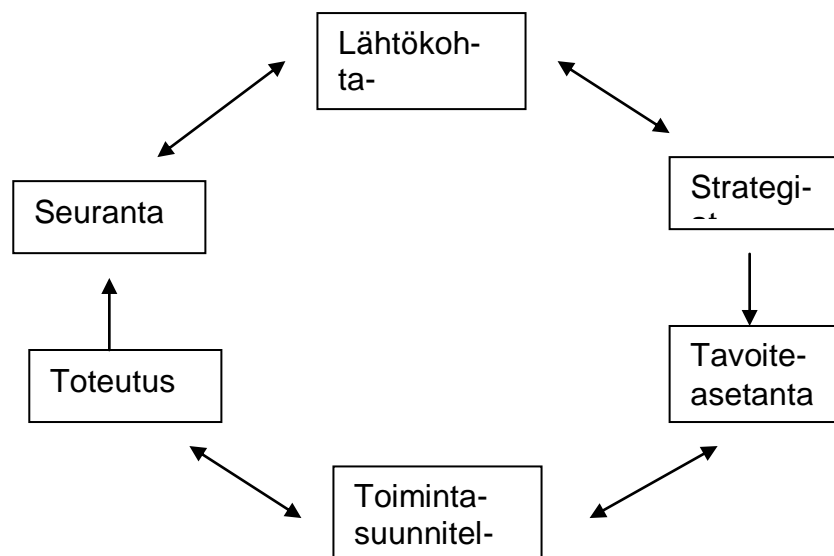 Lähtökoh-
ta-
Strategi-
Seuranta
Tavoite-
asetanta
Toteutus
Toiminta-
suunnitel-